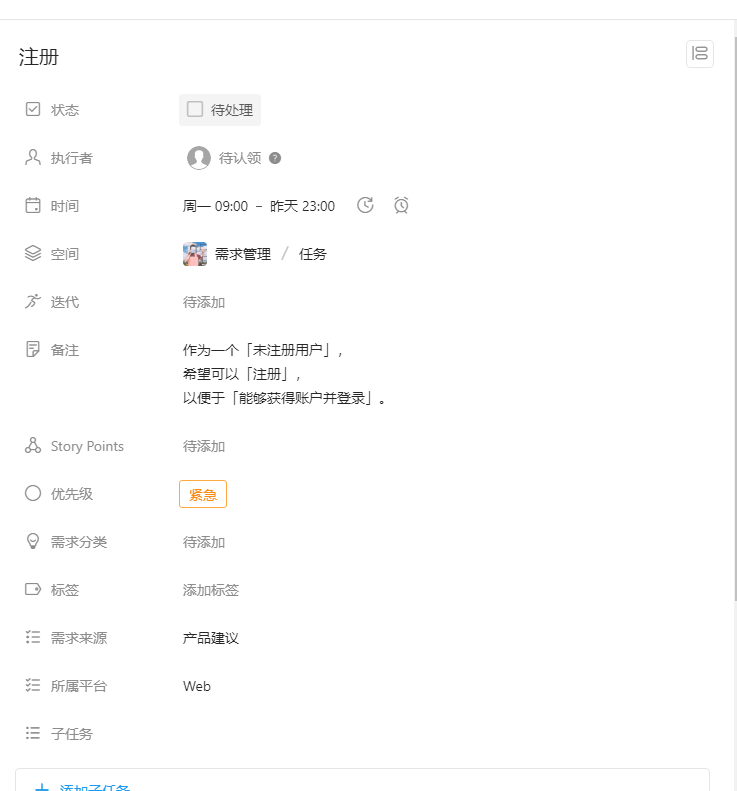 注册
状态 待处理
执行者 待认领 ?
时间 周一 09:00 – 昨天 23:00
空间 需求管理 / 任务
迭代 待添加
备注 作为一个「未注册用户」,
希望可以「注册」,
以便于「能够获得账户并登录」。
Story Points 待添加
优先级 紧急
需求分类 待添加
标签 添加标签
需求来源 产品建议
所属平台 Web
子任务
+ 添加子任务